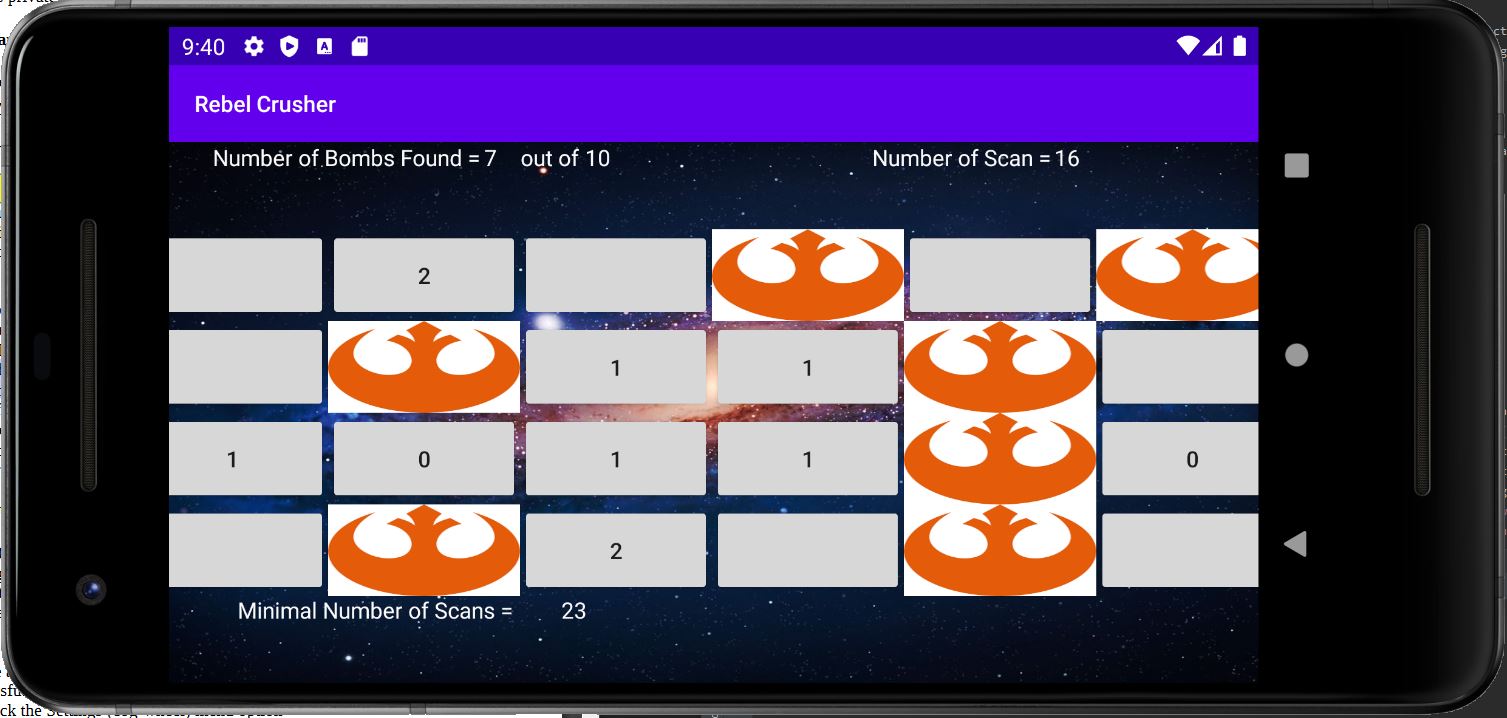 9:40 A
Rebel Crusher
Number of Bombs Found = 7 out of 10 Number of Scan = 16
2
1 1
1 0 1 1 0
2
Minimal Number of Scans = 23